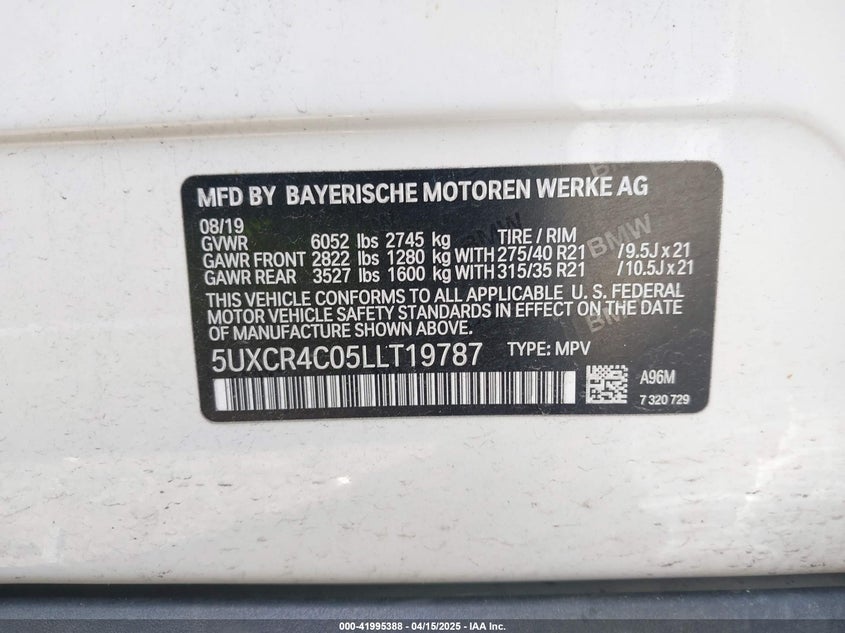 MFD BY BAYERISCHE MOTOREN WERKE AG
08/19
GVWR 6052 lbs 2745 kg TIRE / RIM
GAWR FRONT 2822 lbs 1280 kg WITH 275/40 R21 / 9.5J x 21
GAWR REAR 3527 lbs 1600 kg WITH 315/35 R21 / 10.5J x 21
THIS VEHICLE CONFORMS TO ALL APPLICABLE U. S. FEDERAL
MOTOR VEHICLE SAFETY STANDARDS IN EFFECT ON THE DATE
OF MANUFACTURE SHOWN ABOVE.
5UXCR4C05LLT19787 TYPE: MPV
A96M
7 320 729
BMW
BMW
BMW
000-41995388 - 04/15/2025 - IAA Inc.